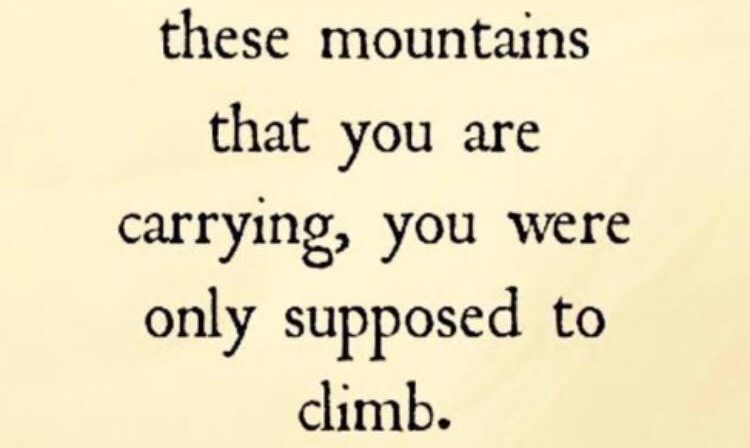 these mountains
that you are
carrying, you were
only supposed to
climb.